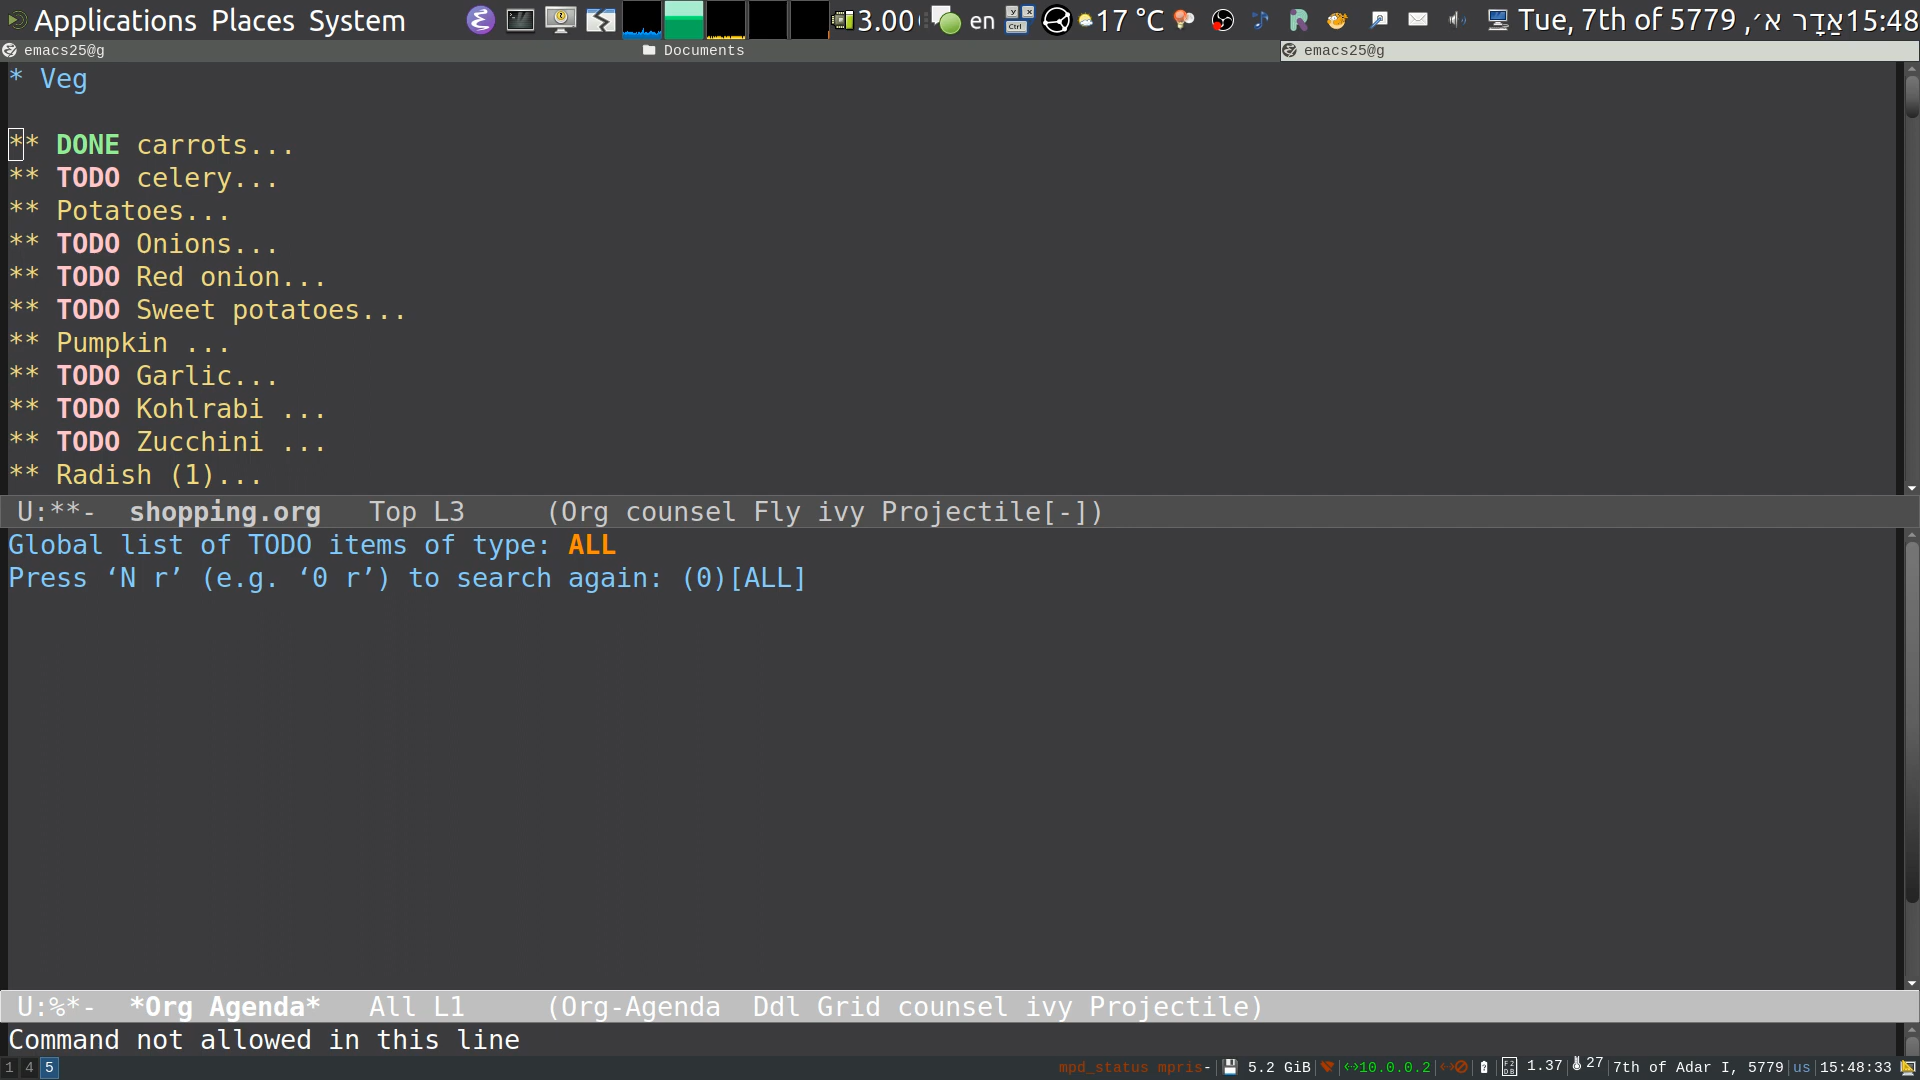 Applications Places System 3.00 en 17 °C Tue, 7th of אַדָר א׳, 5779 15:48
emacs25@g Documents emacs25@g
* Veg
** DONE carrots...
** TODO celery...
** Potatoes...
** TODO Onions...
** TODO Red onion...
** TODO Sweet potatoes...
** Pumpkin ...
** TODO Garlic...
** TODO Kohlrabi ...
** TODO Zucchini ...
** Radish (1)...
U:**- shopping.org Top L3 (Org counsel Fly ivy Projectile[-])
Global list of TODO items of type: ALL
Press ‘N r’ (e.g. ‘0 r’) to search again: (0)[ALL]
U:%*- *Org Agenda* All L1 (Org-Agenda Ddl Grid counsel ivy Projectile)
Command not allowed in this line
1 4 5 mpd_status mpris- 5.2 GiB 10.0.0.2 1.37 27 7th of Adar I, 5779 us 15:48:33